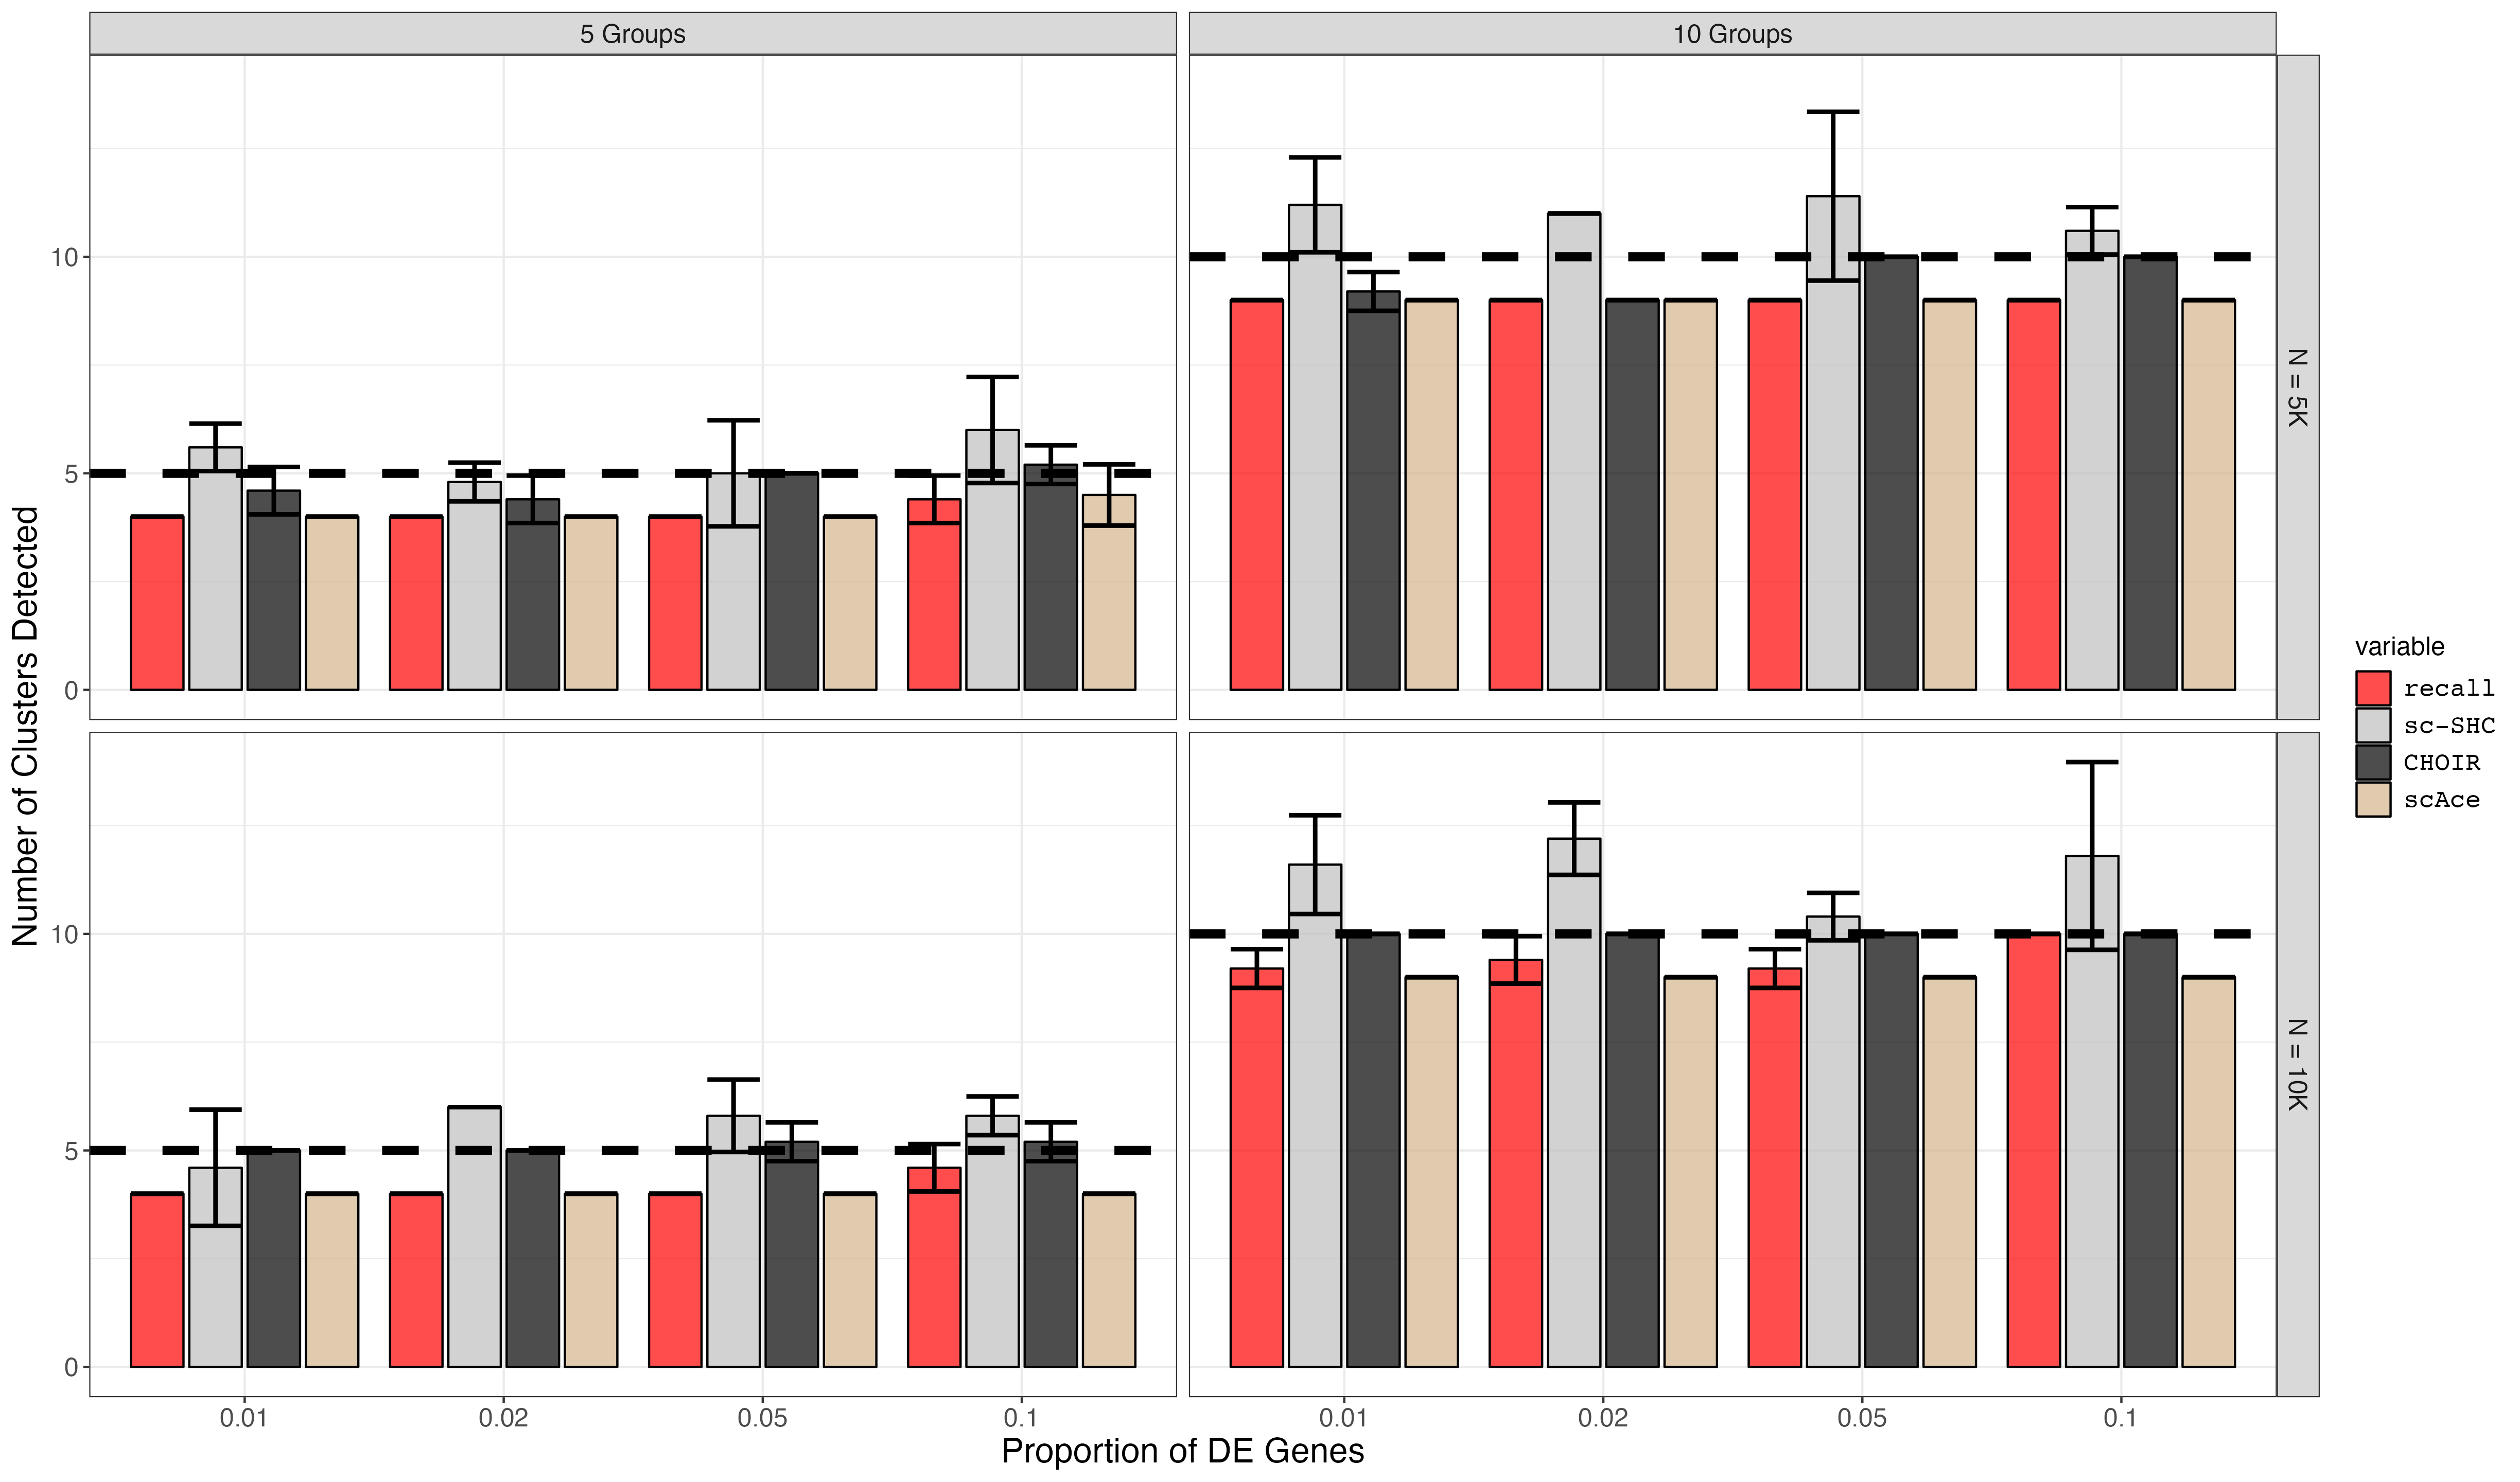 5 Groups
10 Groups
N = 5K
N = 10K
Number of Clusters Detected
10
5
0
10
5
0
0.01
0.02
0.05
0.1
0.01
0.02
0.05
0.1
Proportion of DE Genes
variable
recall
sc-SHC
CHOIR
scAce